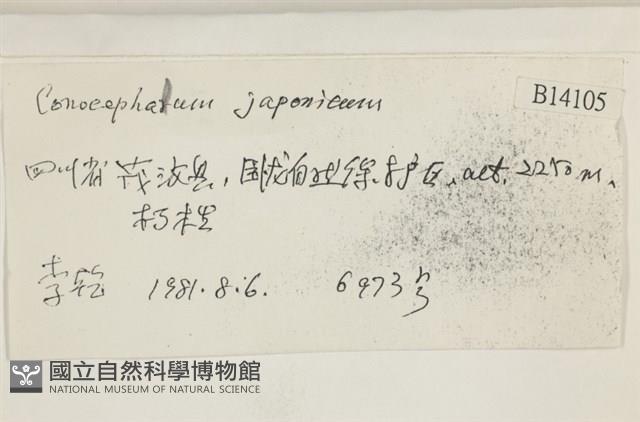 Conocephalum japonicum
B14105
四川省茂汶县,卧龙自然保护区,alt. 2250 m,
朽木桩
李乾 1981.8.6. 6973号
國立自然科學博物館
NATIONAL MUSEUM OF NATURAL SCIENCE